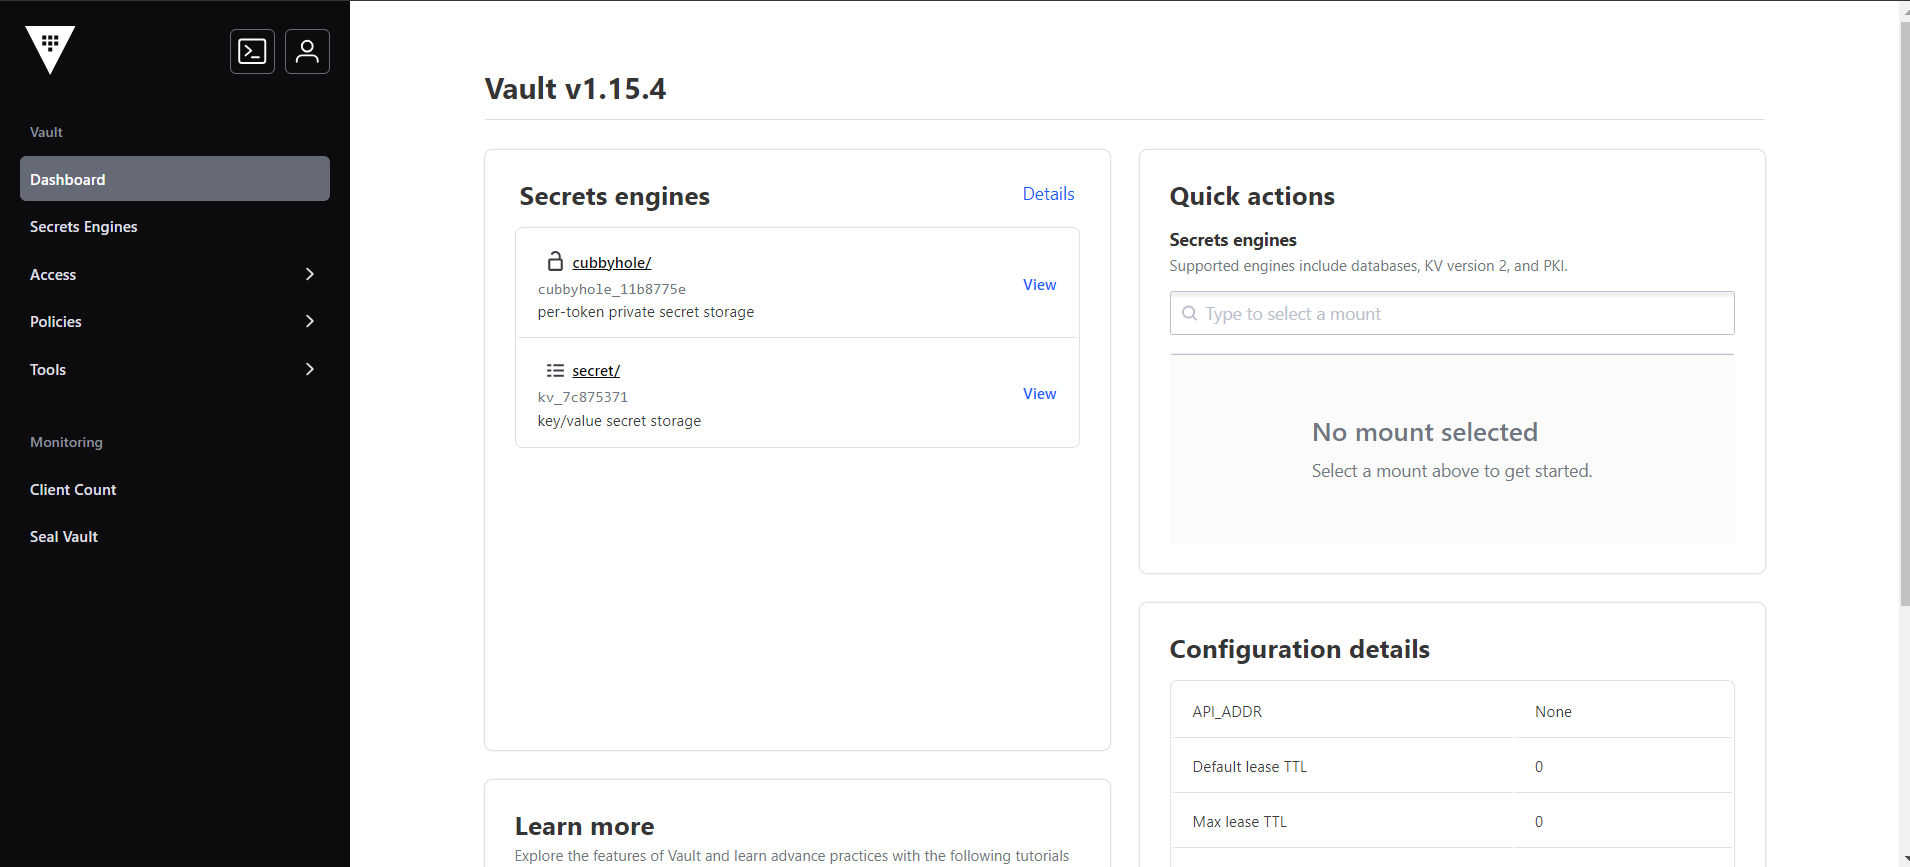 Vault
Dashboard
Secrets Engines
Access
Policies
Tools
Monitoring
Client Count
Seal Vault
Vault v1.15.4
Secrets engines
Details
cubbyhole/
cubbyhole_11b8775e
per-token private secret storage
View
secret/
kv_7c875371
key/value secret storage
View
Learn more
Explore the features of Vault and learn advance practices with the following tutorials
Quick actions
Secrets engines
Supported engines include databases, KV version 2, and PKI.
Type to select a mount
No mount selected
Select a mount above to get started.
Configuration details
API_ADDR None
Default lease TTL 0
Max lease TTL 0